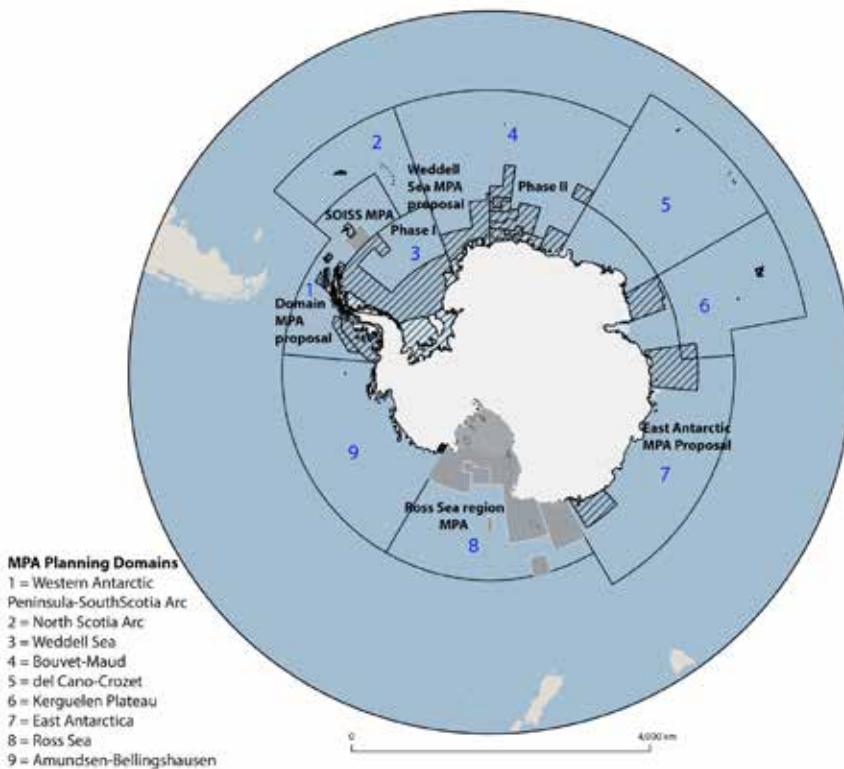 2
4
Weddell
Sea MPA
proposal
Phase II
5
SOISS MPA
Phase I
3
1
Domain
MPA
proposal
6
East Antarctic
MPA Proposal
7
9
Ross Sea region
MPA
8
MPA Planning Domains
1 = Western Antarctic
Peninsula-SouthScotia Arc
2 = North Scotia Arc
3 = Weddell Sea
4 = Bouvet-Maud
5 = del Cano-Crozet
6 = Kerguelen Plateau
7 = East Antarctica
8 = Ross Sea
9 = Amundsen-Bellingshausen
0
4,000 km